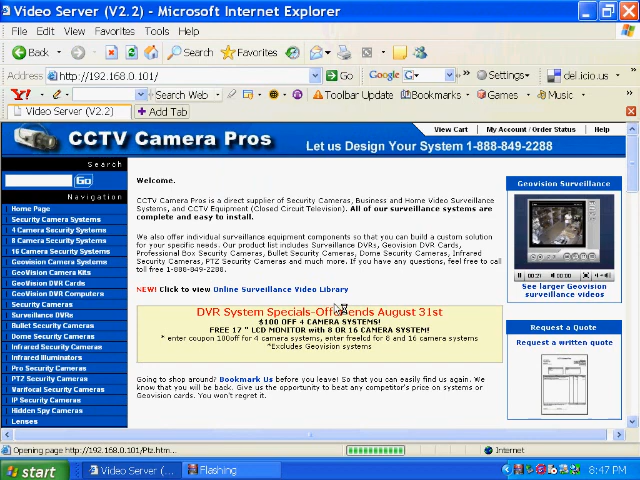 Video Server (V2.2) - Microsoft Internet Explorer
File Edit View Favorites Tools Help
Back Search Favorites
Address http://192.168.0.101/ Go Google G Settings del.icio.us
Y! Search Web Toolbar Update Bookmarks Games Music
Video Server (V2.2) Add Tab
CCTV Camera Pros
View Cart My Account / Order Status Help
Let us Design Your System 1-888-849-2288
Search
Go
Navigation
Home Page
Security Camera Systems
4 Camera Security Systems
8 Camera Security Systems
16 Camera Security Systems
Geovision Camera Systems
GeoVision Camera Kits
GeoVision DVR Cards
GeoVision DVR Computers
Security Cameras
Surveillance DVRs
Bullet Security Cameras
Dome Security Cameras
Infrared Security Cameras
Infrared Illuminators
Pro Security Cameras
PTZ Security Cameras
Varifocal Security Cameras
IP Security Cameras
Hidden Spy Cameras
Lenses
Welcome.
CCTV Camera Pros is a direct supplier of Security Cameras, Business and Home Video Surveillance
Systems, and CCTV Equipment (Closed Circuit Television). All of our surveillance systems are
complete and easy to install.
We also offer individual surveillance equipment components so that you can build a custom solution
for your specific needs. Our product list includes Surveillance DVRs, Geovision DVR Cards,
Professional Box Security Cameras, Bullet Security Cameras, Dome Security Cameras, Infrared
Security Cameras, PTZ Security Cameras and much more. If you have any questions, feel free to call
toll free 1-888-849-2288.
NEW! Click to view Online Surveillance Video Library
DVR System Specials-Offer ends August 31st
$100 OFF 4 CAMERA SYSTEMS!
FREE 17 " LCD MONITOR with 8 OR 16 CAMERA SYSTEM!
* enter coupon 100off for 4 camera systems, enter freelcd for 8 and 16 camera systems
*Excludes Geovision systems
Going to shop around? Bookmark Us before you leave! So that you can easily find us again. We
know that you will be back. Give us the opportunity to beat any competitor's price on systems or
Geovision cards. You won't regret it.
Geovision Surveillance
00:21 00:00
See larger Geovision
surveillance videos
Request a Quote
Request a written quote
Opening page http://192.168.0.101/Ptz.htm... Internet
start Video Server (... Flashing 8:47 PM